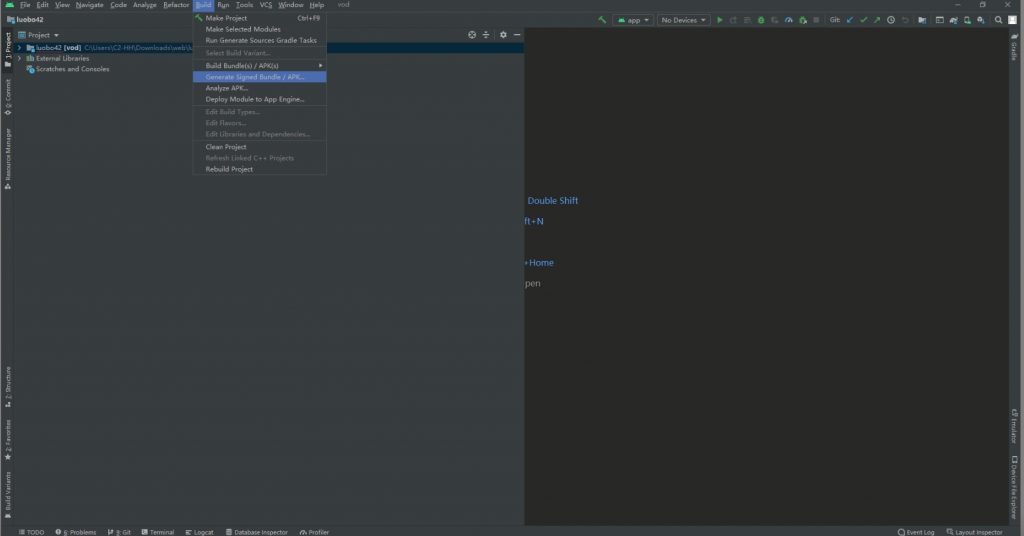 File Edit View Navigate Code Analyze Refactor Build Run Tools VCS Window Help vod
luobo42
app
No Devices
Git:
Project
luobo42 [vod] C:\Users\C2-HH\Downloads\web\
External Libraries
Scratches and Consoles
Make Project Ctrl+F9
Make Selected Modules
Run Generate Sources Gradle Tasks
Select Build Variant...
Build Bundle(s) / APK(s)
Generate Signed Bundle / APK...
Analyze APK...
Deploy Module to App Engine...
Edit Build Types...
Edit Flavors...
Edit Libraries and Dependencies...
Clean Project
Refresh Linked C++ Projects
Rebuild Project
Double Shift
ft+N
+Home
pen
1: Project
Commit
Resource Manager
Z: Structure
2: Favorites
Build Variants
Gradle
Emulator
Device File Explorer
TODO 6: Problems 9: Git Terminal Logcat Database Inspector Profiler
Event Log Layout Inspector